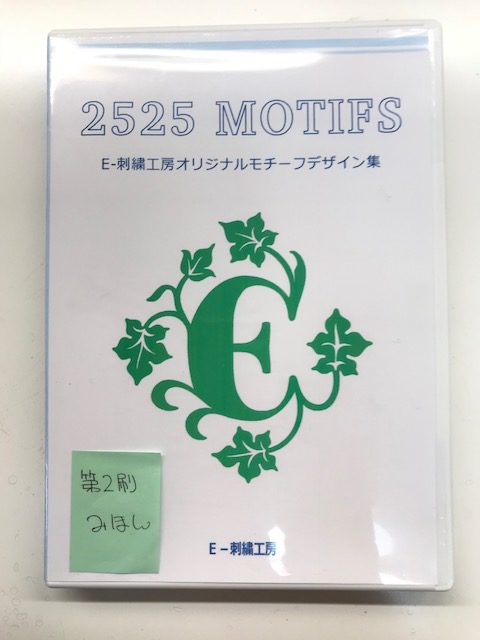 2525 MOTIFS
E-刺繍工房オリジナルモチーフデザイン集
E
第2刷
みほん
E－刺繍工房